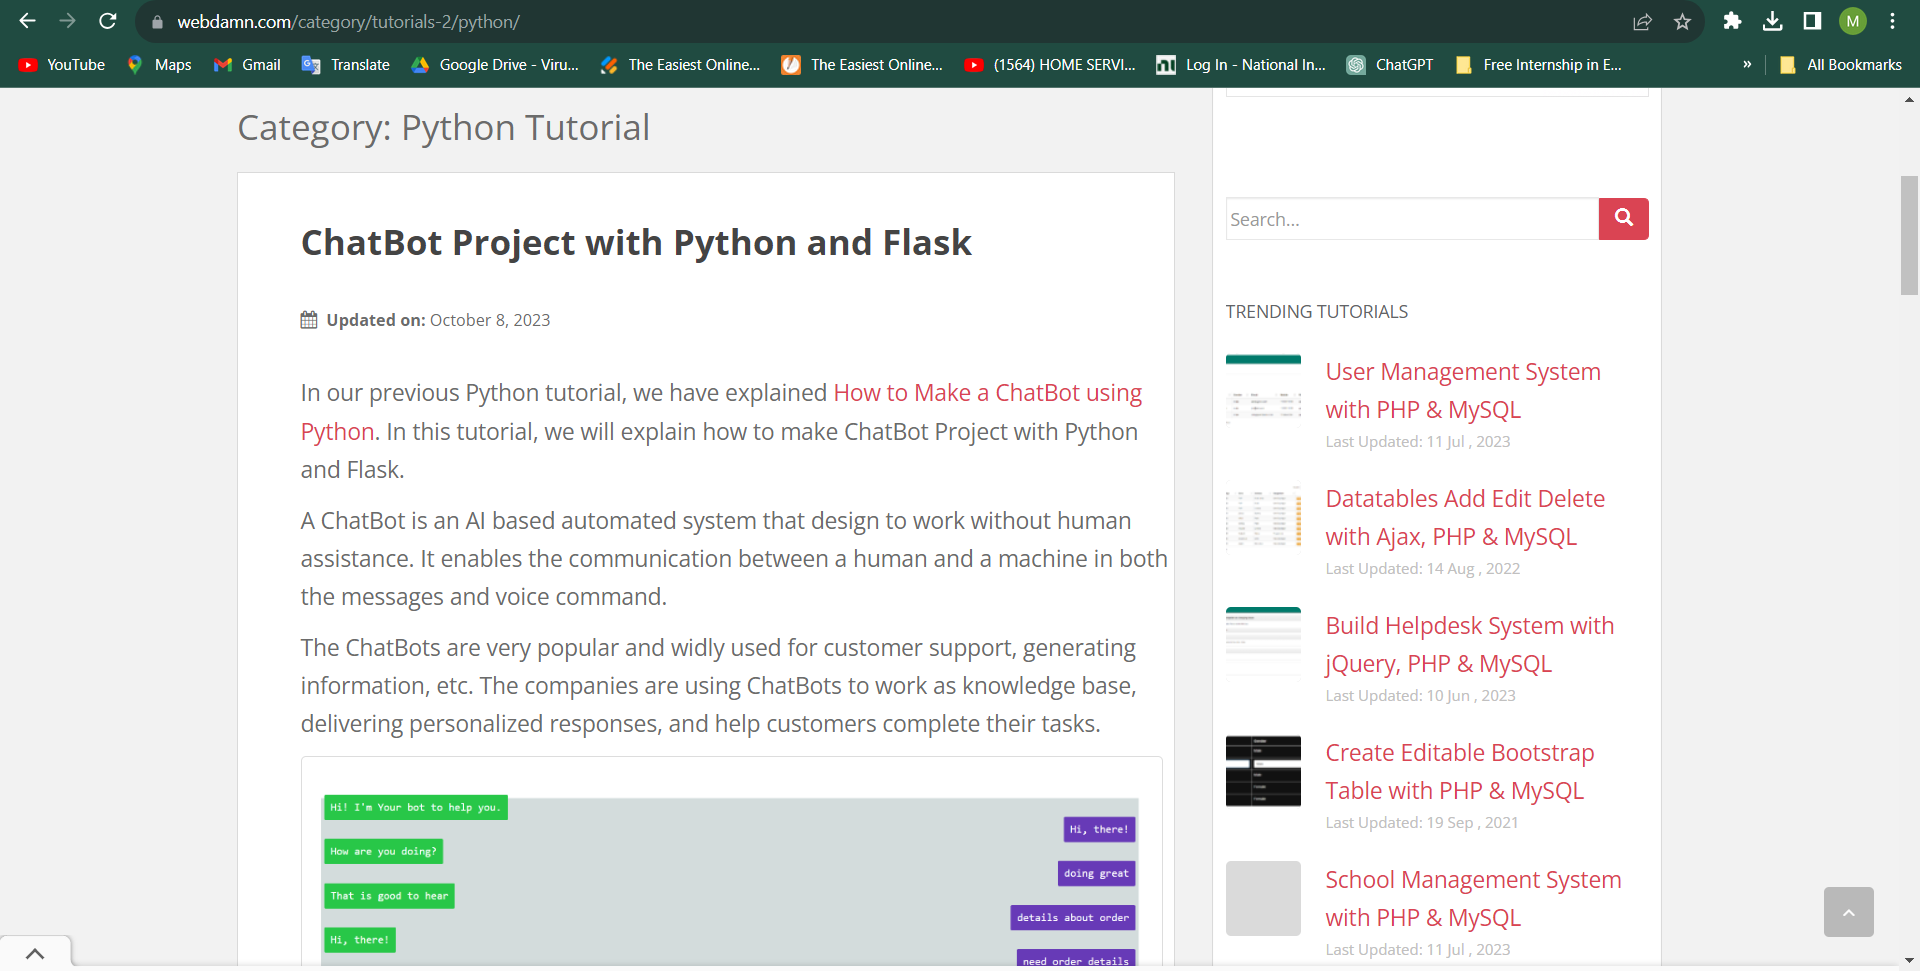 webdamn.com/category/tutorials-2/python/
M
YouTube
Maps
Gmail
Translate
Google Drive - Viru...
The Easiest Online...
The Easiest Online...
(1564) HOME SERVI...
Log In - National In...
ChatGPT
Free Internship in E...
»
All Bookmarks
Category: Python Tutorial
ChatBot Project with Python and Flask
Updated on: October 8, 2023
In our previous Python tutorial, we have explained How to Make a ChatBot using
Python. In this tutorial, we will explain how to make ChatBot Project with Python
and Flask.
A ChatBot is an AI based automated system that design to work without human
assistance. It enables the communication between a human and a machine in both
the messages and voice command.
The ChatBots are very popular and widly used for customer support, generating
information, etc. The companies are using ChatBots to work as knowledge base,
delivering personalized responses, and help customers complete their tasks.
Hi! I'm Your bot to help you.
Hi, there!
How are you doing?
doing great
That is good to hear
details about order
Hi, there!
need order details
Search...
TRENDING TUTORIALS
User Management System
with PHP & MySQL
Last Updated: 11 Jul , 2023
Datatables Add Edit Delete
with Ajax, PHP & MySQL
Last Updated: 14 Aug , 2022
Build Helpdesk System with
jQuery, PHP & MySQL
Last Updated: 10 Jun , 2023
Create Editable Bootstrap
Table with PHP & MySQL
Last Updated: 19 Sep , 2021
School Management System
with PHP & MySQL
Last Updated: 11 Jul , 2023